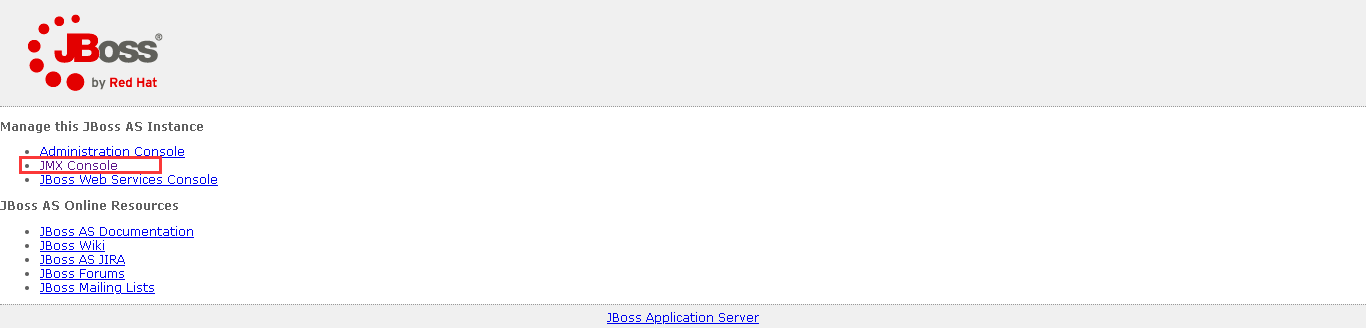 JBoss®
by Red Hat
Manage this JBoss AS Instance
Administration Console
JMX Console
JBoss Web Services Console
JBoss AS Online Resources
JBoss AS Documentation
JBoss Wiki
JBoss AS JIRA
JBoss Forums
JBoss Mailing Lists
JBoss Application Server